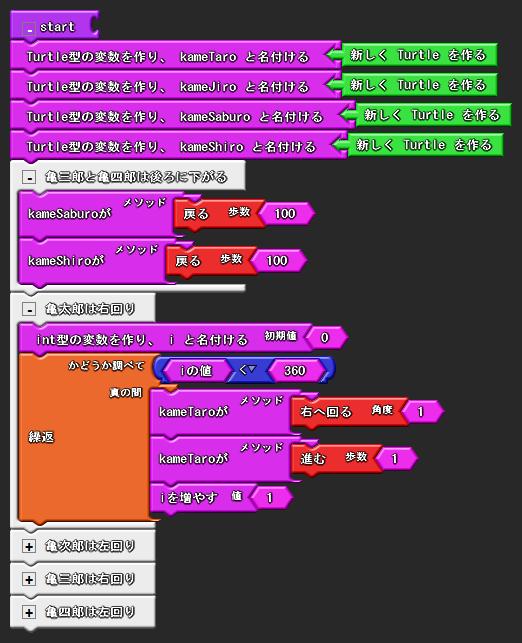 - start
Turtle型の変数を作り、 kameTaro と名付ける 新しく Turtle を作る
Turtle型の変数を作り、 kameJiro と名付ける 新しく Turtle を作る
Turtle型の変数を作り、 kameSaburo と名付ける 新しく Turtle を作る
Turtle型の変数を作り、 kameShiro と名付ける 新しく Turtle を作る
- 亀三郎と亀四郎は後ろに下がる
kameSaburoが メソッド 戻る 歩数 100
kameShiroが メソッド 戻る 歩数 100
- 亀太郎は右回り
int型の変数を作り、 i と名付ける 初期値 0
かどうか調べて iの値 < 360
繰返 真の間
kameTaroが メソッド 右へ回る 角度 1
kameTaroが メソッド 進む 歩数 1
iを増やす 値 1
+ 亀次郎は左回り
+ 亀三郎は右回り
+ 亀四郎は左回り